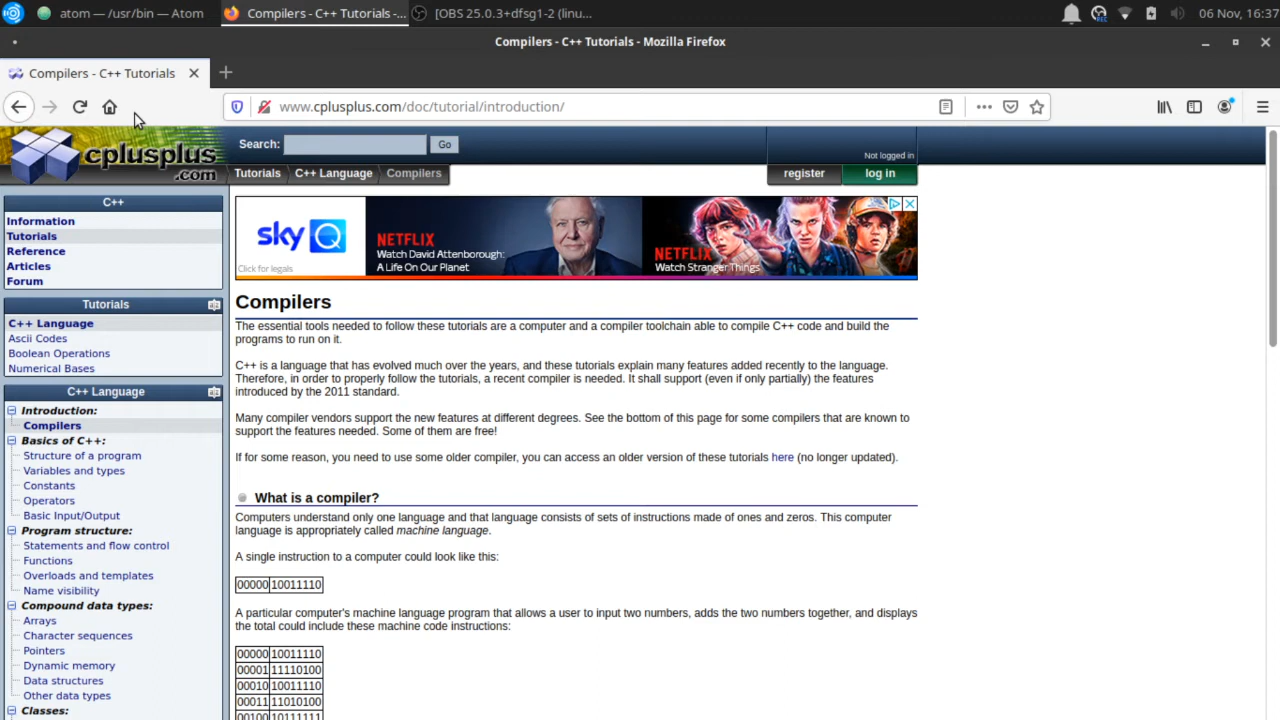 atom — /usr/bin — Atom
Compilers - C++ Tutorials -...
[OBS 25.0.3+dfsg1-2 (linu...
REC
06 Nov, 16:37
Compilers - C++ Tutorials - Mozilla Firefox
Compilers - C++ Tutorials
www.cplusplus.com/doc/tutorial/introduction/
cplusplus
.com
Search:
Go
Not logged in
Tutorials
C++ Language
Compilers
register
log in
C++
Information
Tutorials
Reference
Articles
Forum
Tutorials
C++ Language
Ascii Codes
Boolean Operations
Numerical Bases
C++ Language
Introduction:
Compilers
Basics of C++:
Structure of a program
Variables and types
Constants
Operators
Basic Input/Output
Program structure:
Statements and flow control
Functions
Overloads and templates
Name visibility
Compound data types:
Arrays
Character sequences
Pointers
Dynamic memory
Data structures
Other data types
Classes:
sky Q
Click for legals
NETFLIX
Watch David Attenborough:
A Life On Our Planet
NETFLIX
Watch Stranger Things
Compilers
The essential tools needed to follow these tutorials are a computer and a compiler toolchain able to compile C++ code and build the
programs to run on it.
C++ is a language that has evolved much over the years, and these tutorials explain many features added recently to the language.
Therefore, in order to properly follow the tutorials, a recent compiler is needed. It shall support (even if only partially) the features
introduced by the 2011 standard.
Many compiler vendors support the new features at different degrees. See the bottom of this page for some compilers that are known to
support the features needed. Some of them are free!
If for some reason, you need to use some older compiler, you can access an older version of these tutorials here (no longer updated).
What is a compiler?
Computers understand only one language and that language consists of sets of instructions made of ones and zeros. This computer
language is appropriately called machine language.
A single instruction to a computer could look like this:
00000 10011110
A particular computer's machine language program that allows a user to input two numbers, adds the two numbers together, and displays
the total could include these machine code instructions:
00000 10011110
00001 11110100
00010 10011110
00011 11010100
00100 10111111